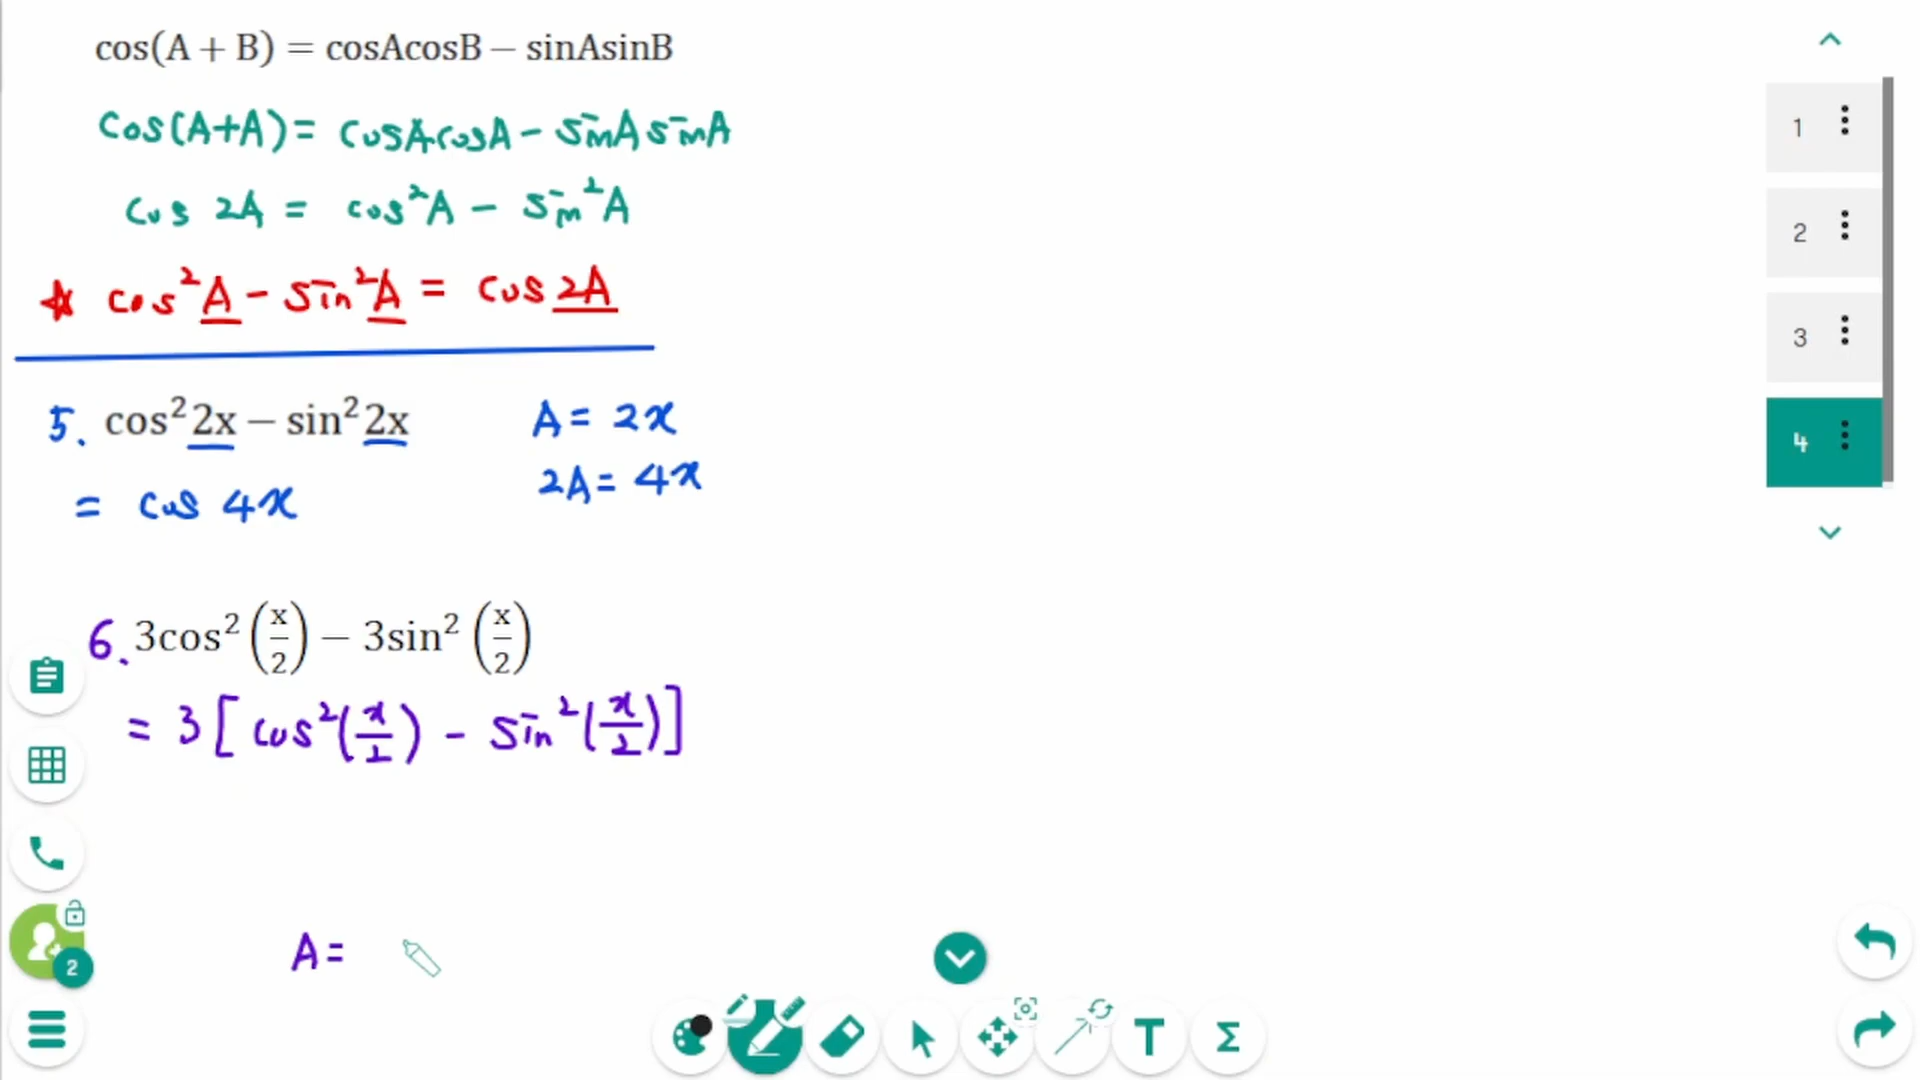 cos(A + B) = cosAcosB − sinAsinB
cos(A+A) = cosAcosA − sinAsinA
cos 2A = cos²A − sin²A
☆ cos²A − sin²A = cos 2A
5. cos²2x − sin²2x
A = 2x
2A = 4x
= cos 4x
6. 3cos²(x/2) − 3sin²(x/2)
= 3[cos²(x/2) − sin²(x/2)]
A =
1
2
3
4
2
T
Σ